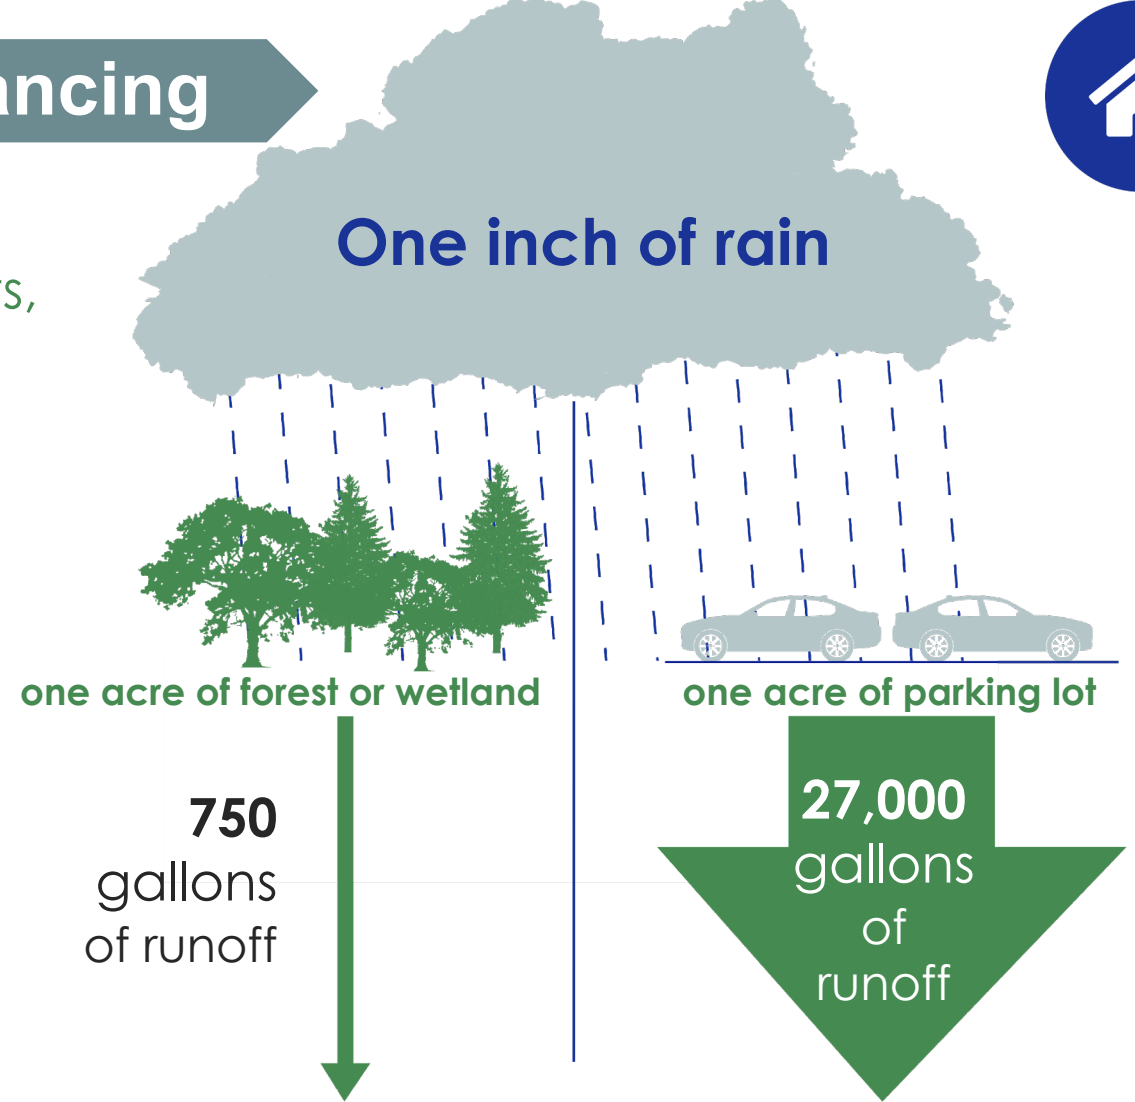 ancing
One inch of rain
s,
one acre of forest or wetland
one acre of parking lot
750
gallons
of runoff
27,000
gallons
of
runoff